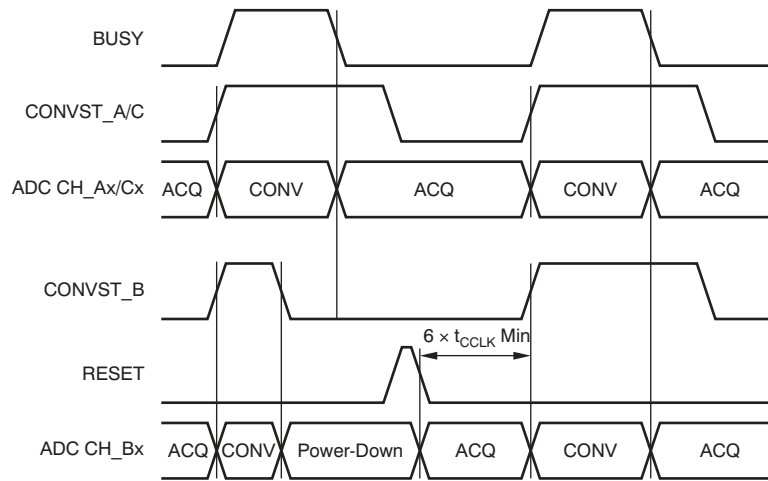 BUSY
CONVST_A/C
ADC CH_Ax/Cx ACQ CONV ACQ CONV ACQ
CONVST_B
6 × tCCLK Min
RESET
ADC CH_Bx ACQ CONV Power-Down ACQ CONV ACQ